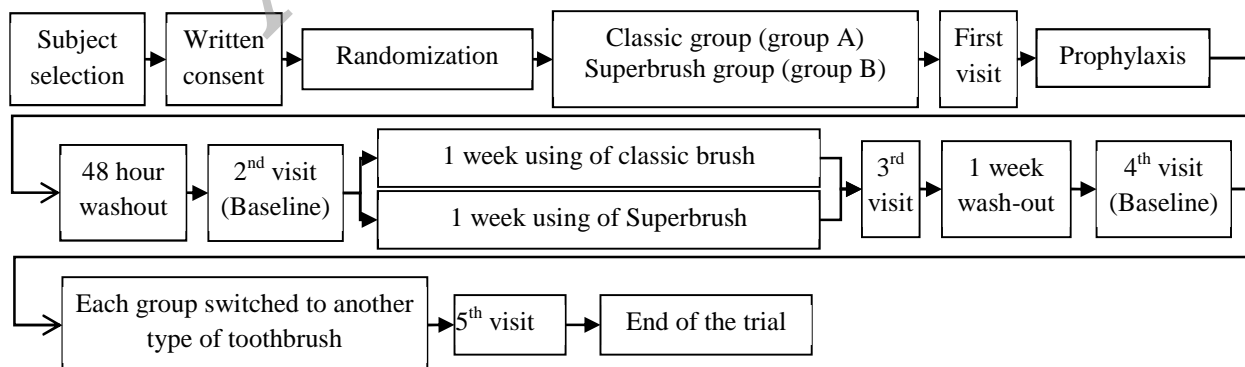 Subject
selection
Written
consent
Randomization
Classic group (group A)
Superbrush group (group B)
First
visit
Prophylaxis
48 hour
washout
2nd visit
(Baseline)
1 week using of classic brush
1 week using of Superbrush
3rd
visit
1 week
wash-out
4th visit
(Baseline)
Each group switched to another
type of toothbrush
5th visit
End of the trial